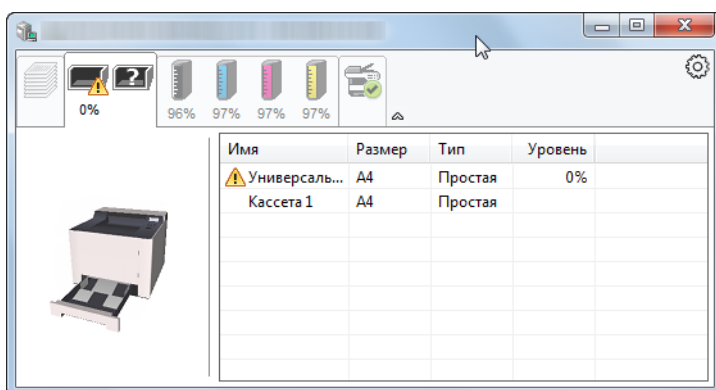 0%
96% 97% 97% 97%
Имя Размер Тип Уровень
Универсаль... A4 Простая 0%
Кассета 1 A4 Простая